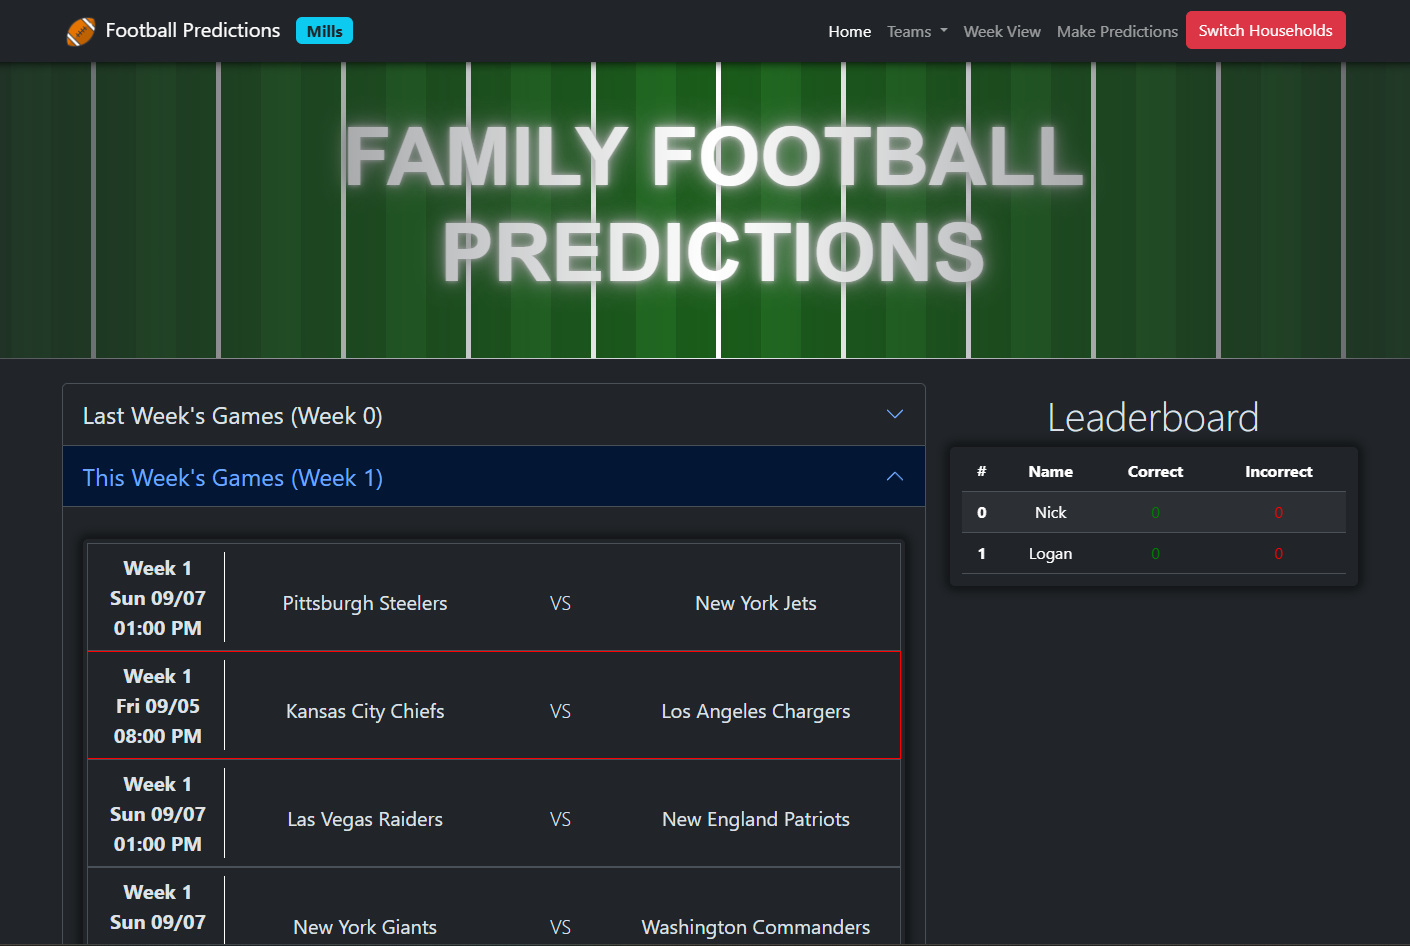 Football Predictions Mills Home Teams Week View Make Predictions Switch Households
FAMILY FOOTBALL
PREDICTIONS
Last Week's Games (Week 0)
This Week's Games (Week 1)
Week 1
Sun 09/07
01:00 PM
Pittsburgh Steelers VS New York Jets
Week 1
Fri 09/05
08:00 PM
Kansas City Chiefs VS Los Angeles Chargers
Week 1
Sun 09/07
01:00 PM
Las Vegas Raiders VS New England Patriots
Week 1
Sun 09/07
New York Giants VS Washington Commanders
Leaderboard
# Name Correct Incorrect
0 Nick 0 0
1 Logan 0 0